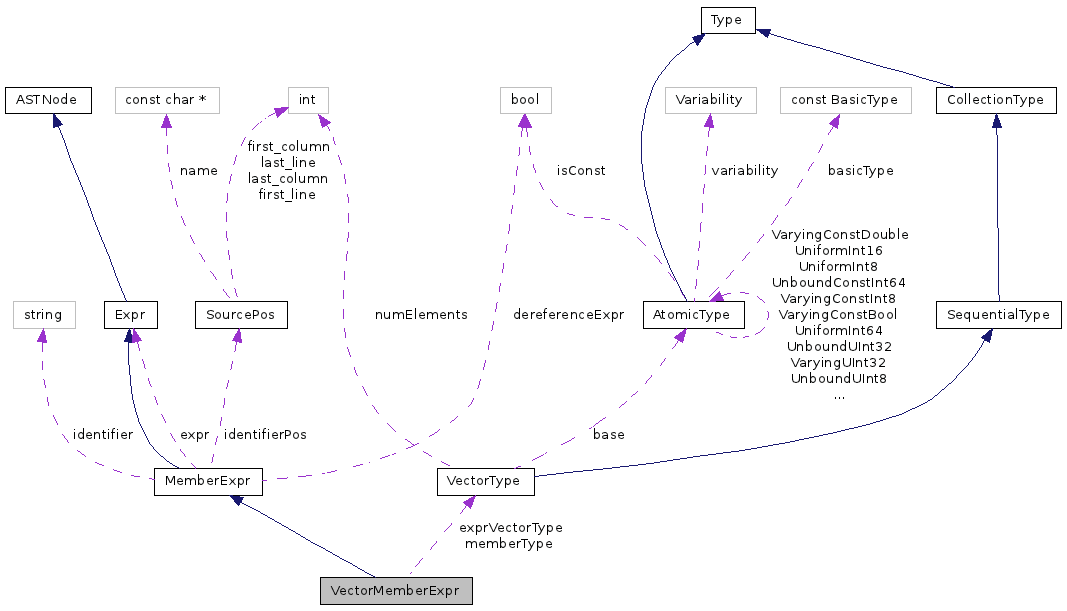 Type
ASTNode
const char *
int
bool
Variability
const BasicType
CollectionType
first_column
last_line
last_column
first_line
name
isConst
variability
basicType
VaryingConstDouble
UniformInt16
UniformInt8
UnboundConstInt64
VaryingConstInt8
VaryingConstBool
UniformInt64
UnboundUInt32
VaryingUInt32
UnboundUInt8
...
string
Expr
SourcePos
numElements
dereferenceExpr
AtomicType
SequentialType
identifier
expr
identifierPos
base
MemberExpr
VectorType
exprVectorType
memberType
VectorMemberExpr